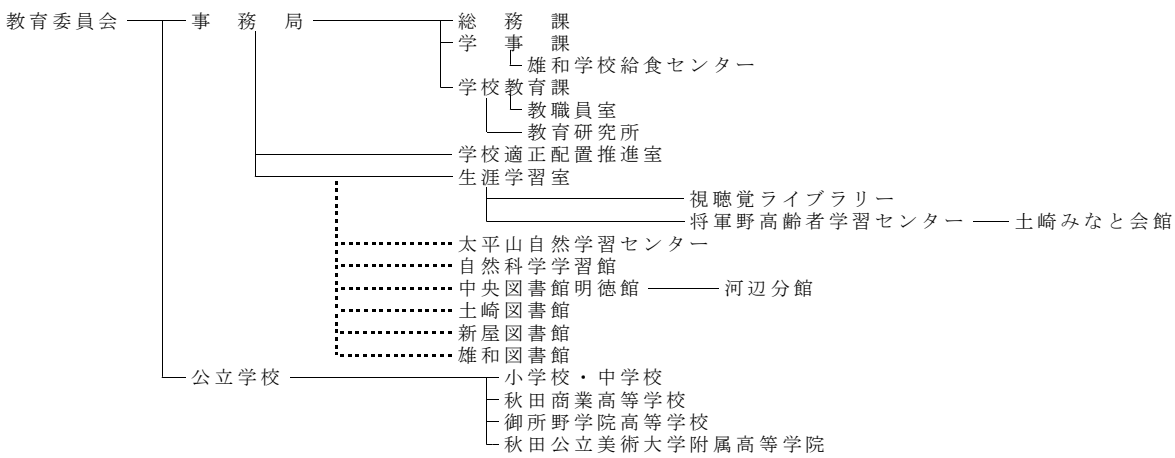 教育委員会 事務局 総務課
学事課
雄和学校給食センター
学校教育課
教職員室
教育研究所
学校適正配置推進室
生涯学習室
視聴覚ライブラリー
将軍野高齢者学習センター 土崎みなと会館
太平山自然学習センター
自然科学学習館
中央図書館明徳館 河辺分館
土崎図書館
新屋図書館
雄和図書館
公立学校 小学校・中学校
秋田商業高等学校
御所野学院高等学校
秋田公立美術大学附属高等学院